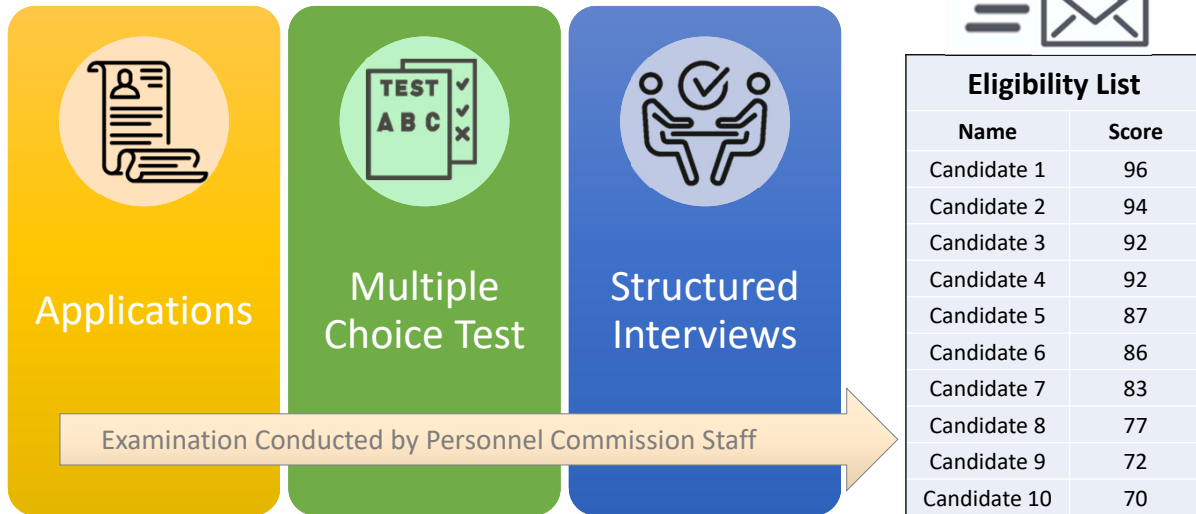 TEST
A B C
Applications
Multiple
Choice Test
Structured
Interviews
Examination Conducted by Personnel Commission Staff
Eligibility List
Name Score
Candidate 1 96
Candidate 2 94
Candidate 3 92
Candidate 4 92
Candidate 5 87
Candidate 6 86
Candidate 7 83
Candidate 8 77
Candidate 9 72
Candidate 10 70